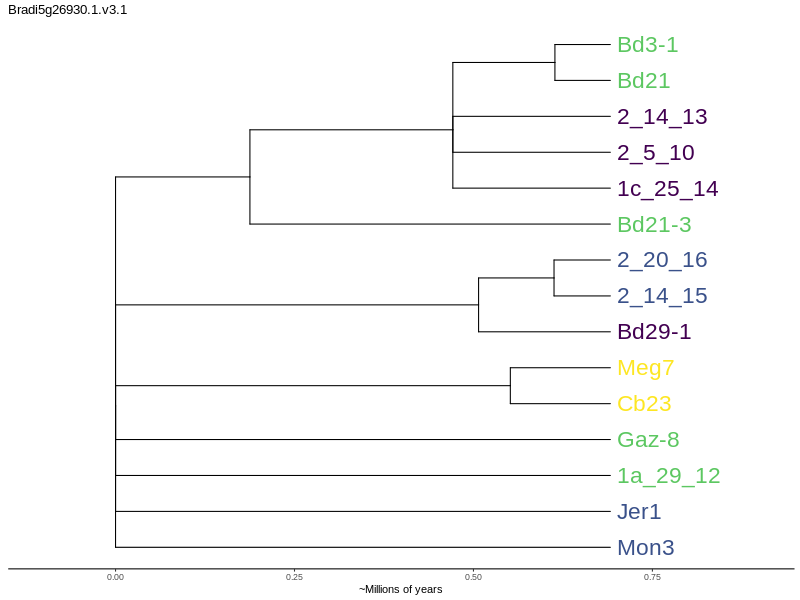 Bradi5g26930.1.v3.1
Bd3-1
Bd21
2_14_13
2_5_10
1c_25_14
Bd21-3
2_20_16
2_14_15
Bd29-1
Meg7
Cb23
Gaz-8
1a_29_12
Jer1
Mon3
0.00 0.25 0.50 0.75
~Millions of years